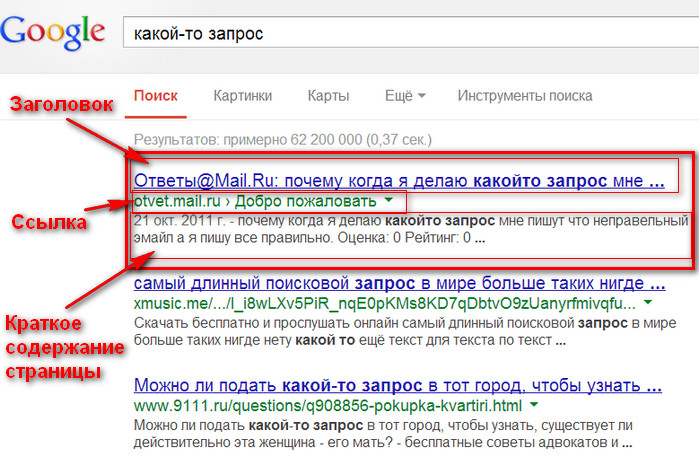 Google
какой-то запрос
Поиск Картинки Карты Ещё Инструменты поиска
Заголовок
Результатов: примерно 62 200 000 (0,37 сек.)
Ответы@Mail.Ru: почему когда я делаю какойто запрос мне ...
otvet.mail.ru › Добро пожаловать
Ссылка
21 окт. 2011 г. - почему когда я делаю какойто запрос мне пишут что неправельный
эмайл а я пишу все правильно. Оценка: 0 Рейтинг: 0 ...
самый длинный поисковой запрос в мире больше таких нигде ...
xmusic.me/.../l_i8wLXv5PiR_nqE0pKMs8KD7qDbtvO9zUanyrfmivqfu...
Краткое
содержание
страницы
Скачать бесплатно и прослушать онлайн самый длинный поисковой запрос в мире
больше таких нигде нету какой то ещё текст для текста по текст ...
Можно ли подать какой-то запрос в тот город, чтобы узнать ...
www.9111.ru/questions/q908856-pokupka-kvartiri.html
Можно ли подать какой-то запрос в тот город, чтобы узнать, существует ли
действительно эта женщина - его мать? - бесплатные советы адвокатов и ...